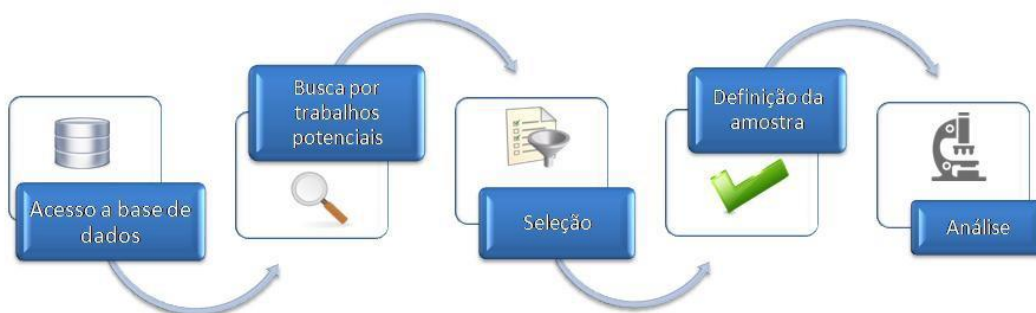 Acesso a base de
dados
Busca por
trabalhos
potenciais
Seleção
Definição da
amostra
Análise